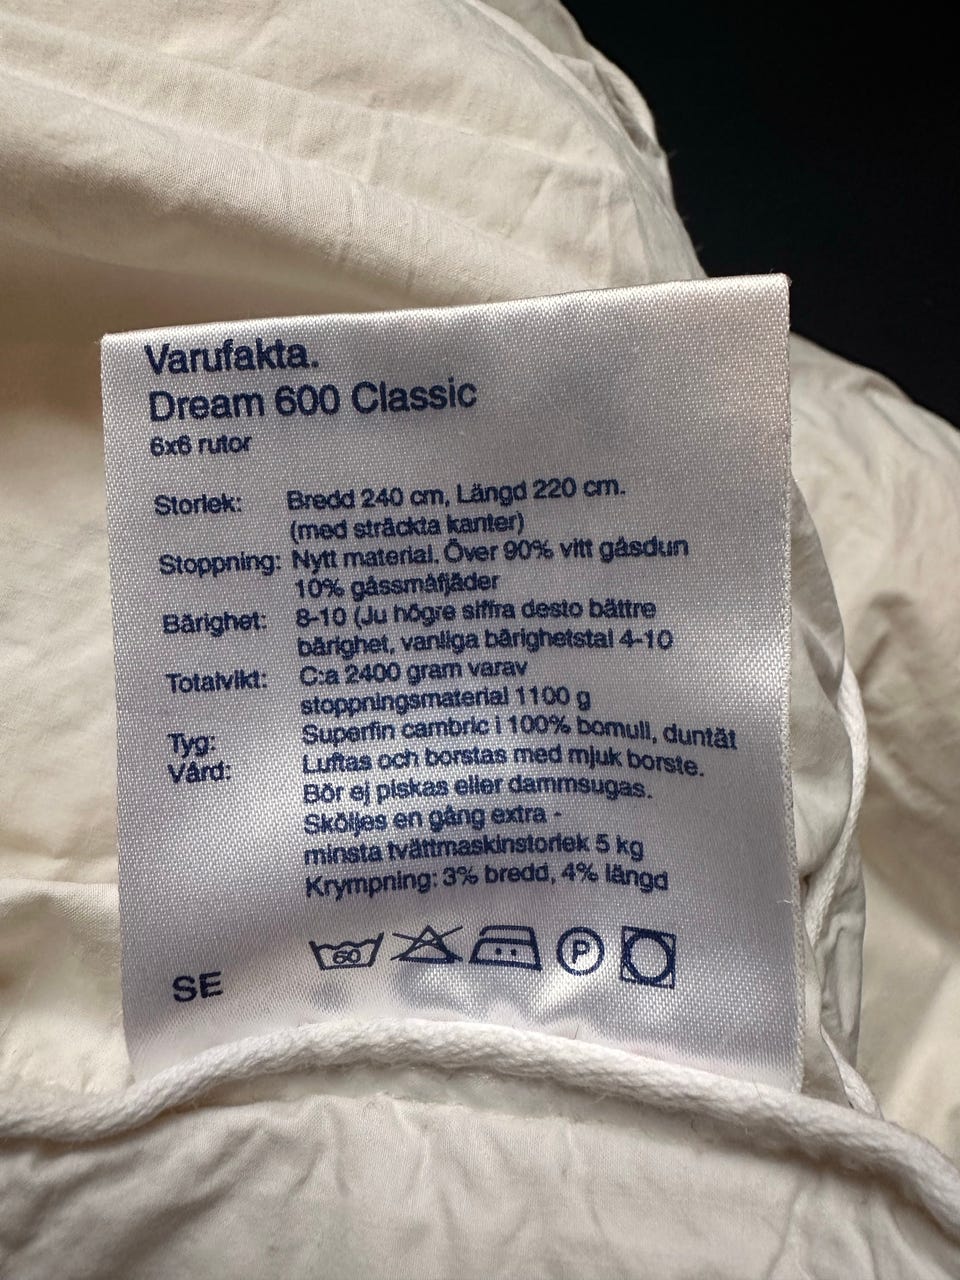 Varufakta.
Dream 600 Classic
6x6 rutor
Storlek: Bredd 240 cm, Längd 220 cm.
(med sträckta kanter)
Stoppning: Nytt material. Över 90% vitt gåsdun
10% gåssmåfjäder
Bärighet: 8-10 (Ju högre siffra desto bättre
bärighet, vanliga bärighetstal 4-10
Totalvikt: C:a 2400 gram varav
stoppningsmaterial 1100 g
Tyg: Superfin cambric i 100% bomull, duntät
Vård: Luftas och borstas med mjuk borste.
Bör ej piskas eller dammsugas.
Sköljes en gång extra -
minsta tvättmaskinstorlek 5 kg
Krympning: 3% bredd, 4% längd
60 P
SE